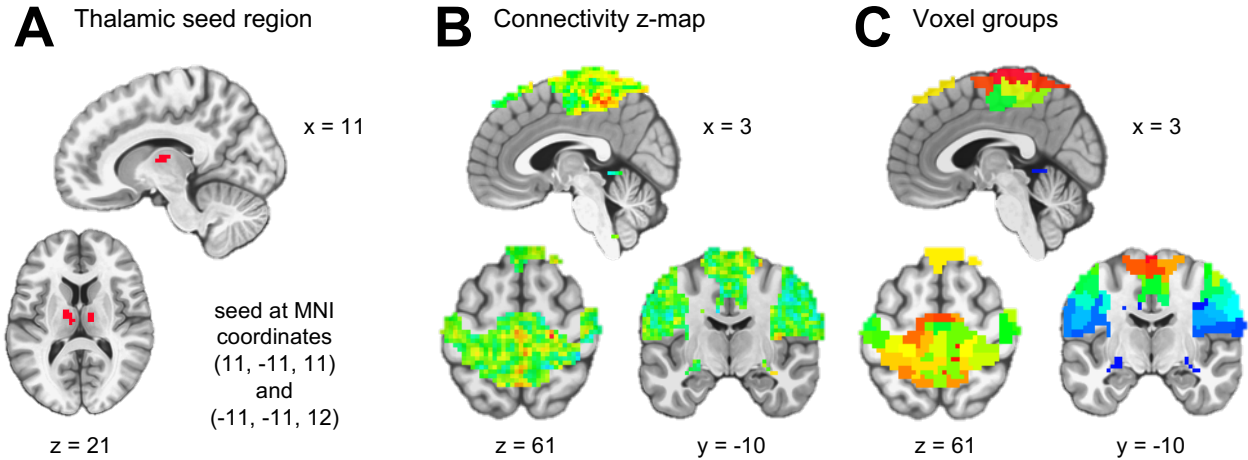 A Thalamic seed region
x = 11
seed at MNI
coordinates
(11, -11, 11)
and
(-11, -11, 12)
z = 21
B Connectivity z-map
x = 3
z = 61 y = -10
C Voxel groups
x = 3
z = 61 y = -10